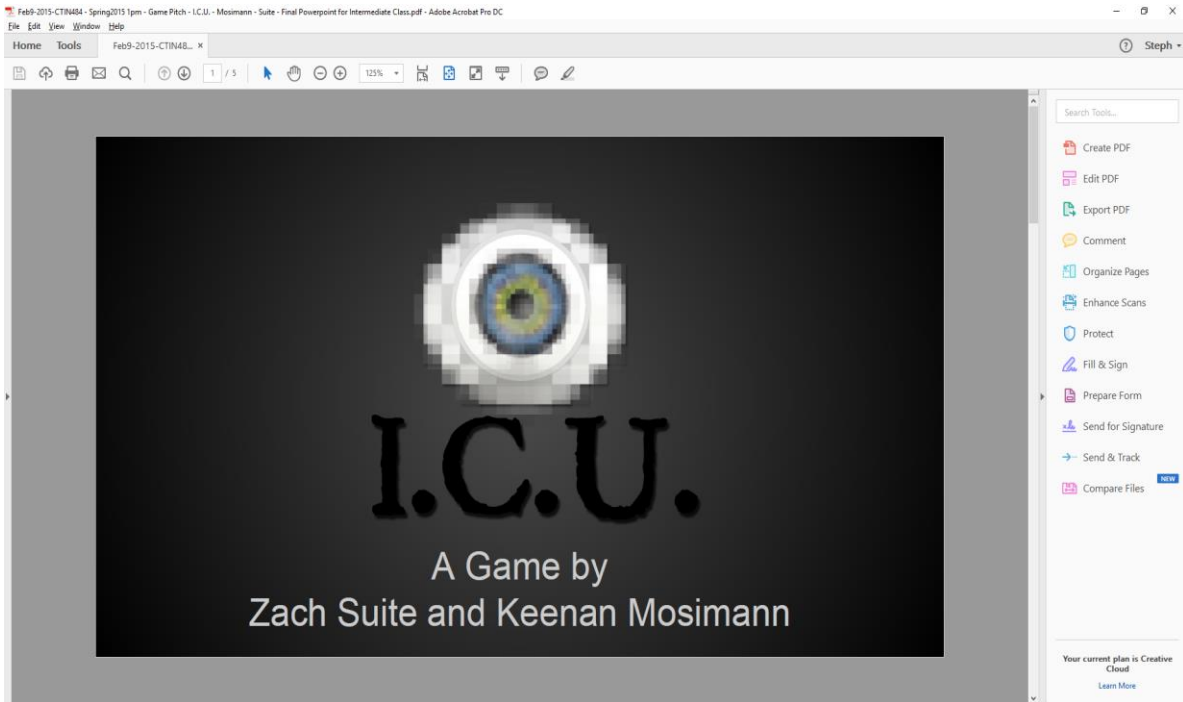 Feb9-2015-CTIN484 - Spring2015 1pm - Game Pitch - I.C.U. - Mosimann - Suite - Final Powerpoint for Intermediate Class.pdf - Adobe Acrobat Pro DC
File Edit View Window Help
Home Tools Feb9-2015-CTIN48... ×
Steph
1 / 5 125%
Search Tools...
Create PDF
Edit PDF
Export PDF
Comment
Organize Pages
Enhance Scans
Protect
Fill & Sign
Prepare Form
Send for Signature
Send & Track
Compare Files NEW
I.C.U.
A Game by
Zach Suite and Keenan Mosimann
Your current plan is Creative
Cloud
Learn More